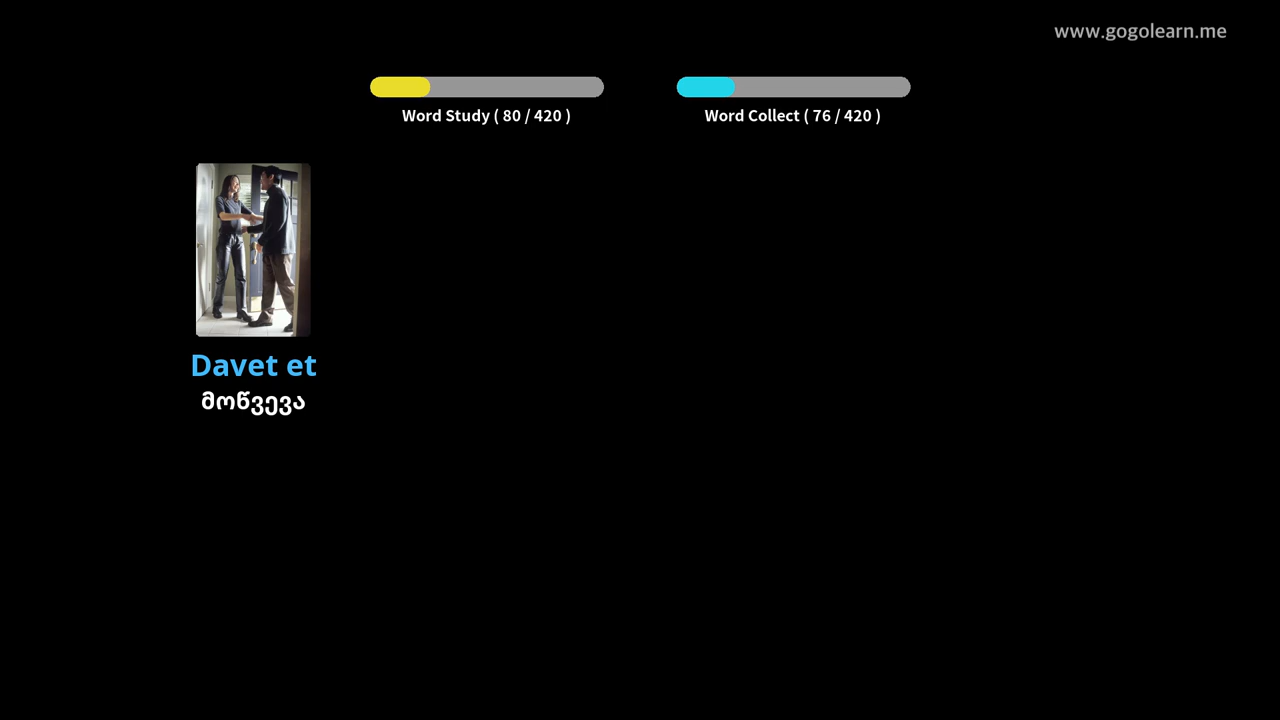 www.gogolearn.me
Word Study ( 80 / 420 )
Word Collect ( 76 / 420 )
Davet et
მოწვევა